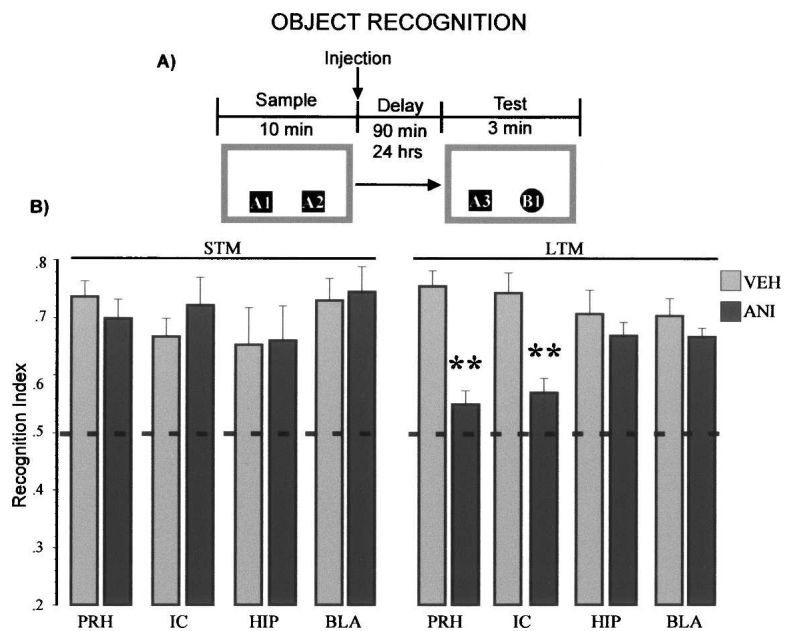 OBJECT RECOGNITION
A)
Injection
Sample
Delay
Test
10 min
90 min
3 min
24 hrs
A1 A2
A3 B1
B)
STM
LTM
VEH
ANI
Recognition Index
.8
.7
.6
.5
.4
.3
.2
**
**
PRH IC HIP BLA
PRH IC HIP BLA